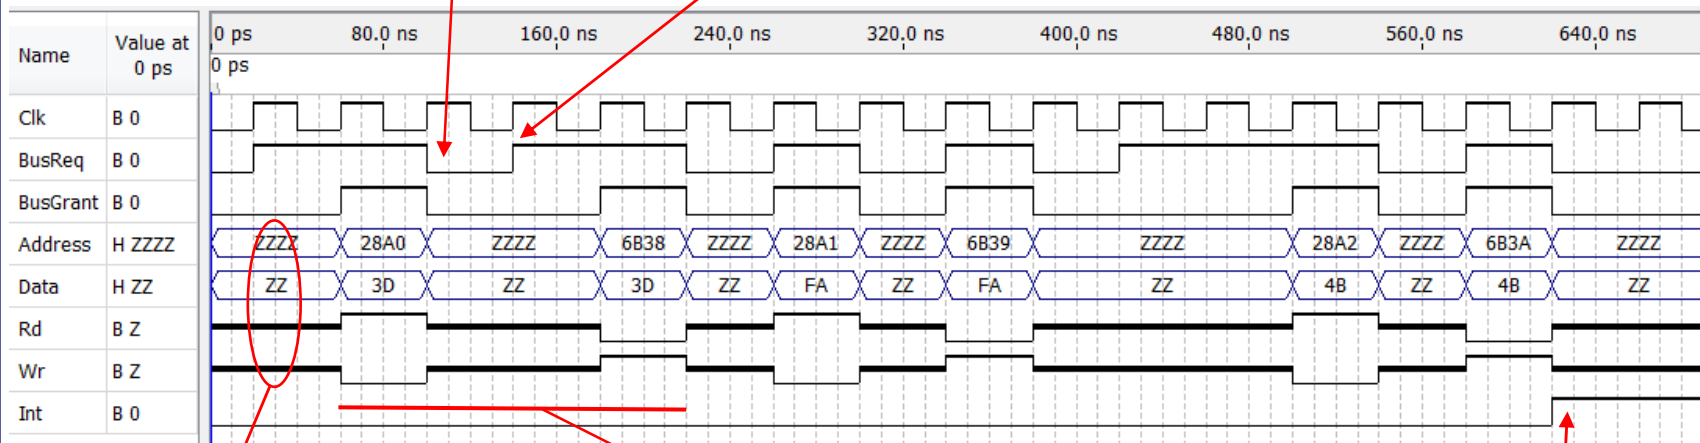 Name Value at 0 ps
0 ps 80.0 ns 160.0 ns 240.0 ns 320.0 ns 400.0 ns 480.0 ns 560.0 ns 640.0 ns
0 ps
Clk B 0
BusReq B 0
BusGrant B 0
Address H ZZZZ ZZZZ 28A0 ZZZZ 6B38 ZZZZ 28A1 ZZZZ 6B39 ZZZZ 28A2 ZZZZ 6B3A ZZZZ
Data H ZZ ZZ 3D ZZ 3D ZZ FA ZZ FA ZZ 4B ZZ 4B ZZ
Rd B Z
Wr B Z
Int B 0